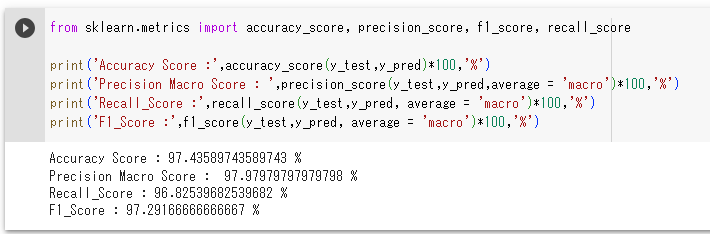 from sklearn.metrics import accuracy_score, precision_score, f1_score, recall_score
print('Accuracy Score :',accuracy_score(y_test,y_pred)*100,'%')
print('Precision Macro Score : ',precision_score(y_test,y_pred,average = 'macro')*100,'%')
print('Recall_Score :',recall_score(y_test,y_pred, average = 'macro')*100,'%')
print('F1_Score :',f1_score(y_test,y_pred, average = 'macro')*100,'%')
Accuracy Score : 97.43589743589743 %
Precision Macro Score :  97.97979797979798 %
Recall_Score : 96.82539682539682 %
F1_Score : 97.29166666666667 %